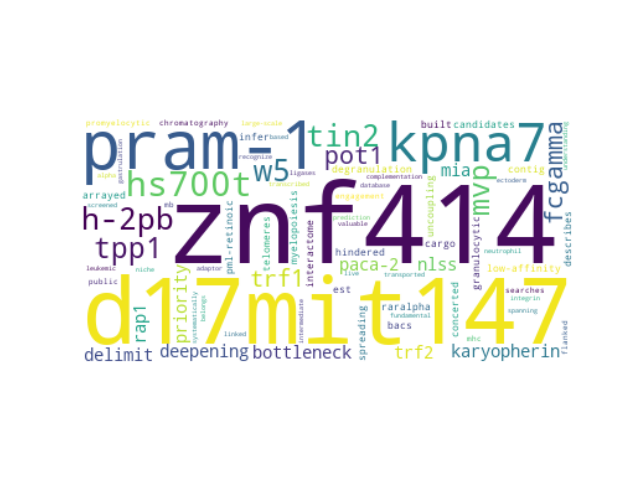 promyelocytic chromatography large-scale built candidates
pram-1 infer based tin2 kpna7 fcgamma understanding
gastrulation recognize w5 pot1
alpha hs700t ligases degranulation mia contig
transcribed complementation engagement ectoderm
arrayed database mvp
screened mb prediction uncoupling
h-2pb znf414 valuable describes
tpp1 pml-retinoic telomeres myelopoiesis interactome hindered cargo granulocytic neutrophil
leukemic niche adaptor paca-2 nlss low-affinity
public priority trf1 live transported searches
systematically belongs est raralpha concerted integrin
rap1 d17mit147 bacs fundamental spanning
linked intermediate spreading mhc flanked
delimit deepening bottleneck trf2 karyopherin